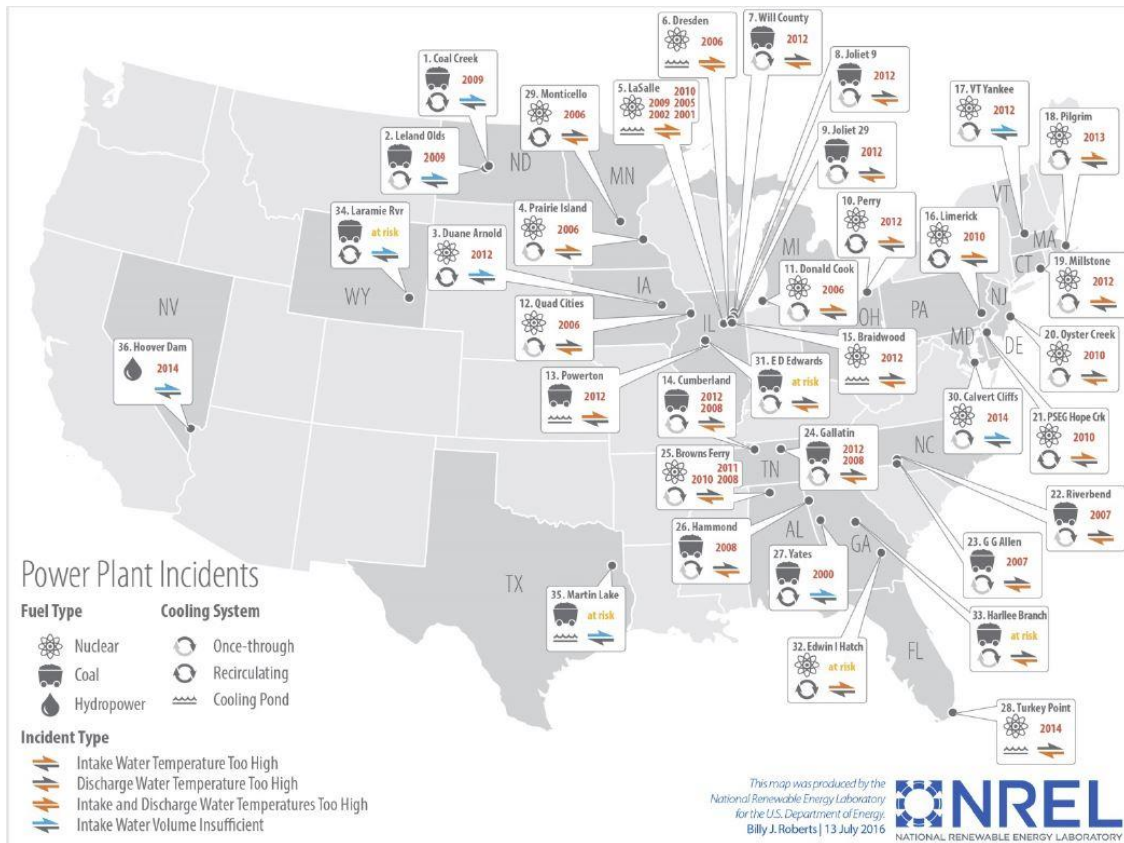 1. Coal Creek
2009
2. Leland Olds
2009
29. Monticello
2006
5. LaSalle
2010
2009 2005
2002 2001
6. Dresden
2006
7. Will County
2012
8. Joliet 9
2012
9. Joliet 29
2012
17. VT Yankee
2012
18. Pilgrim
2013
34. Laramie Rvr
at risk
3. Duane Arnold
2012
4. Prairie Island
2006
10. Perry
2012
16. Limerick
2010
11. Donald Cook
2006
19. Millstone
2012
12. Quad Cities
2006
36. Hoover Dam
2014
13. Powerton
2012
31. E D Edwards
at risk
15. Braidwood
2012
20. Oyster Creek
2010
14. Cumberland
2012
2008
30. Calvert Cliffs
2014
21. PSEG Hope Crk
2010
24. Gallatin
2012
2008
25. Browns Ferry
2011
2010 2008
22. Riverbend
2007
26. Hammond
2008
27. Yates
2000
23. G G Allen
2007
35. Martin Lake
at risk
33. Harllee Branch
at risk
32. Edwin I Hatch
at risk
28. Turkey Point
2014
ND
MN
WY
NV
IA
IL
MI
OH
PA
NJ
VT
MA
CT
MD
DE
NC
TN
AL
GA
TX
FL
Power Plant Incidents
Fuel Type
Nuclear
Coal
Hydropower
Cooling System
Once-through
Recirculating
Cooling Pond
Incident Type
Intake Water Temperature Too High
Discharge Water Temperature Too High
Intake and Discharge Water Temperatures Too High
Intake Water Volume Insufficient
This map was produced by the
National Renewable Energy Laboratory
for the U.S. Department of Energy.
Billy J. Roberts | 13 July 2016
NREL
NATIONAL RENEWABLE ENERGY LABORATORY